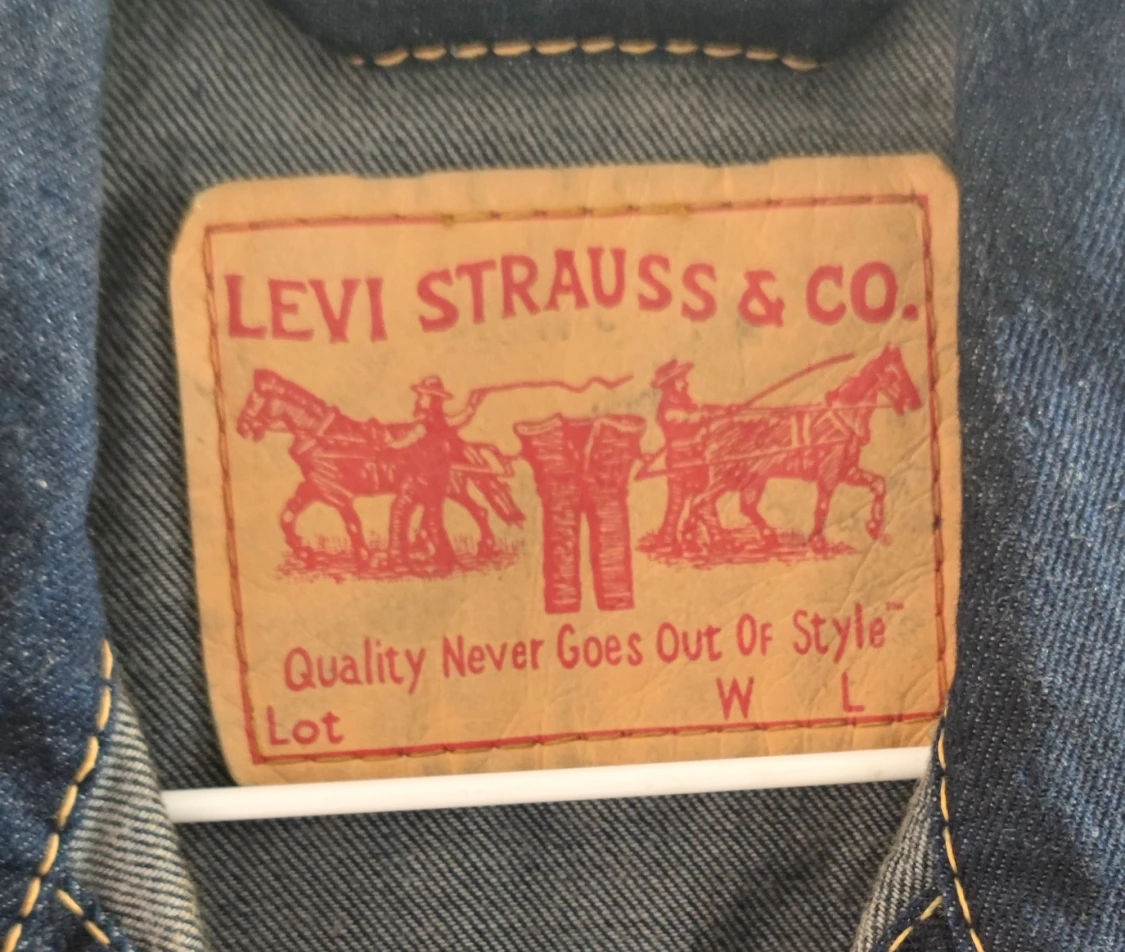 LEVI STRAUSS & CO.
Quality Never Goes Out Of Style™
W L
Lot